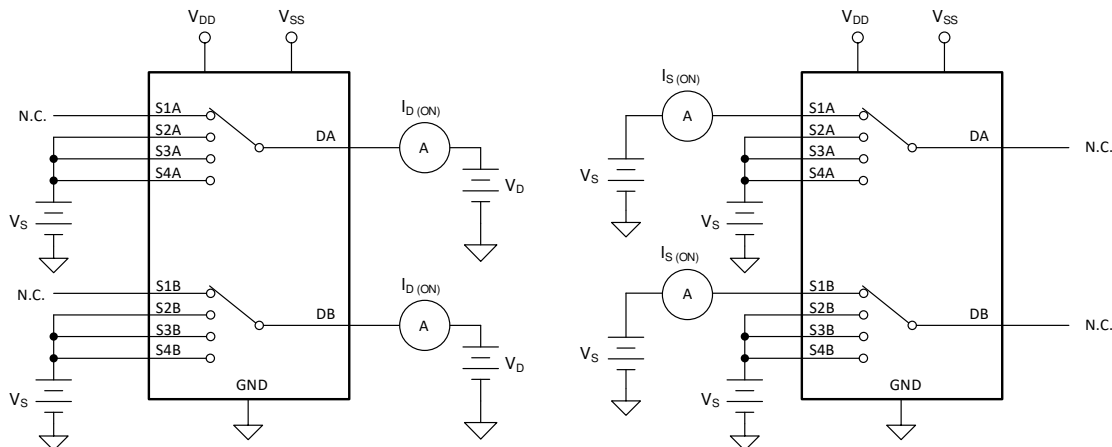 VDD VSS
ID (ON)
N.C. S1A
S2A DA
A
S3A
S4A
VD
VS
ID (ON)
N.C. S1B
S2B DB
A
S3B
S4B
VD
GND
VS
VDD VSS
IS (ON)
A S1A
S2A DA N.C.
S3A
S4A
VS
VS
IS (ON)
A S1B
S2B DB N.C.
S3B
S4B
VS
GND
VS